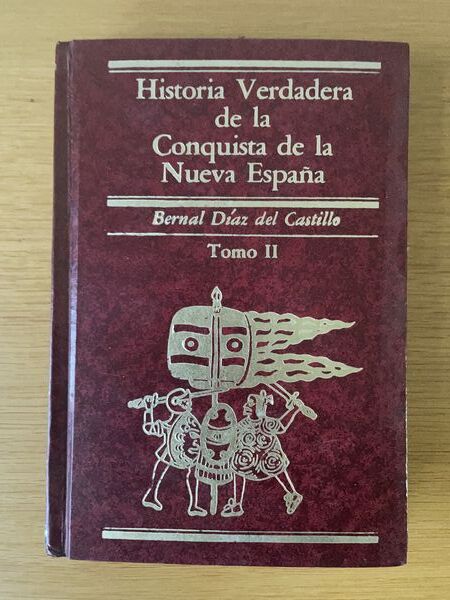 Historia Verdadera
de la
Conquista de la
Nueva España
Bernal Díaz del Castillo
Tomo II